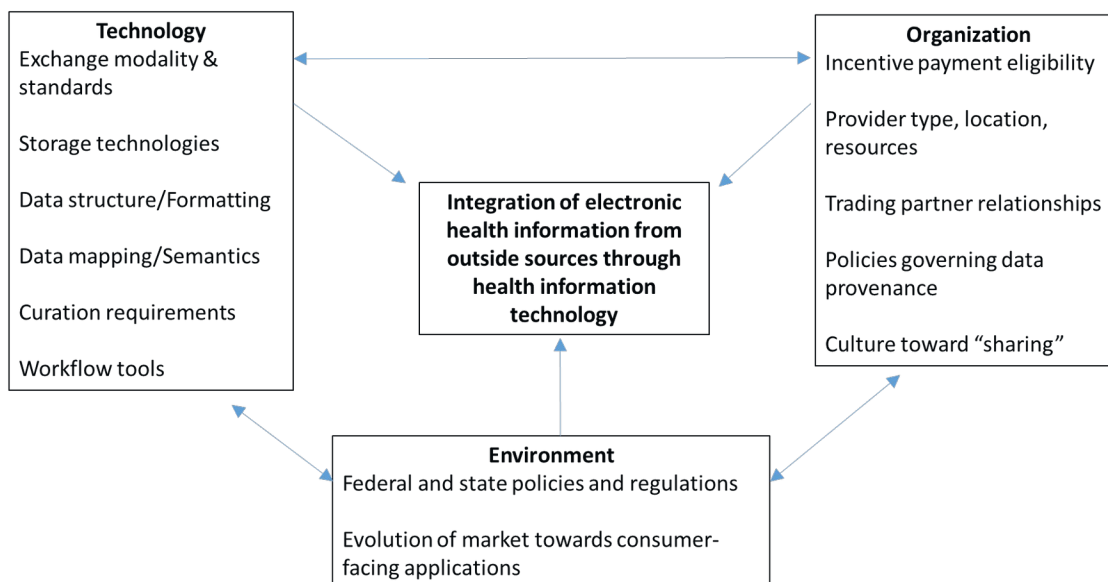 Technology
Exchange modality &
standards
Storage technologies
Data structure/Formatting
Data mapping/Semantics
Curation requirements
Workflow tools
Organization
Incentive payment eligibility
Provider type, location,
resources
Trading partner relationships
Policies governing data
provenance
Culture toward “sharing”
Integration of electronic
health information from
outside sources through
health information
technology
Environment
Federal and state policies and regulations
Evolution of market towards consumer-
facing applications